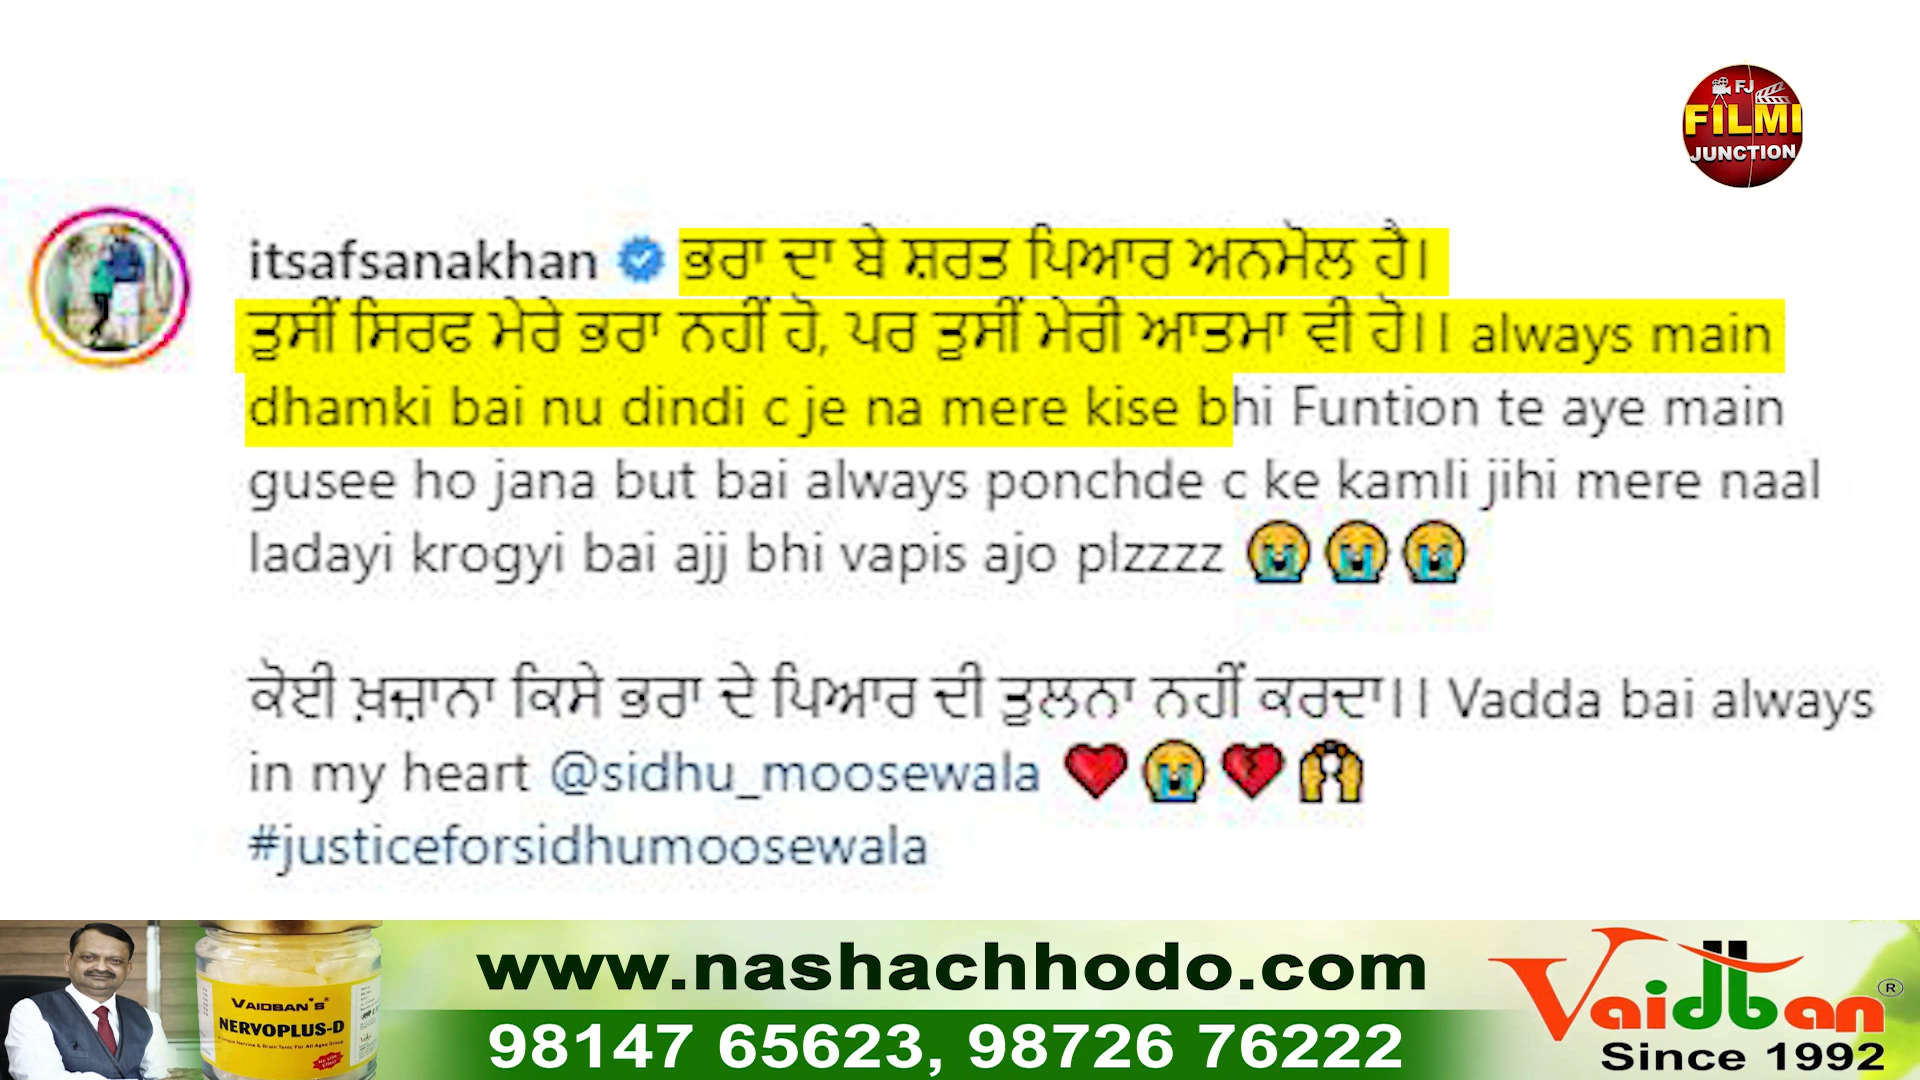 FJ
FILMI
JUNCTION
itsafsanakhan ਭਰਾ ਦਾ ਬੇ ਸ਼ਰਤ ਪਿਆਰ ਅਨਮੋਲ ਹੈ।
ਤੁਸੀਂ ਸਿਰਫ ਮੇਰੇ ਭਰਾ ਨਹੀਂ ਹੋ, ਪਰ ਤੁਸੀਂ ਮੇਰੀ ਆਤਮਾ ਵੀ ਹੋ।। always main
dhamki bai nu dindi c je na mere kise bhi Funtion te aye main
gusee ho jana but bai always ponchde c ke kamli jihi mere naal
ladayi krogyi bai ajj bhi vapis ajo plzzzz 😭😭😭
ਕੋਈ ਖ਼ਜ਼ਾਨਾ ਕਿਸੇ ਭਰਾ ਦੇ ਪਿਆਰ ਦੀ ਤੁਲਨਾ ਨਹੀਂ ਕਰਦਾ।। Vadda bai always
in my heart @sidhu_moosewala ❤️😭💔🙌
#justiceforsidhumoosewala
VAIDBAN'S
NERVOPLUS-D
www.nashachhodo.com
98147 65623, 98726 76222
Vaidban ®
Since 1992